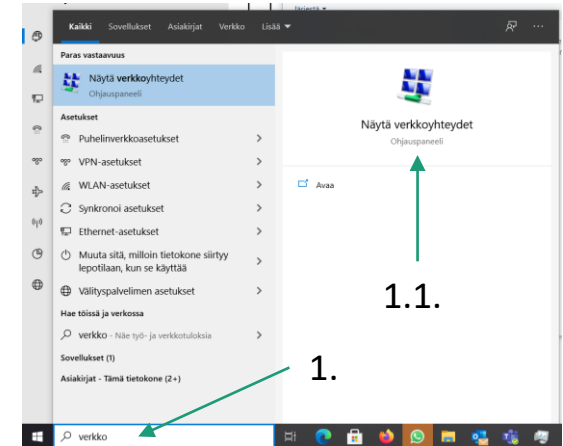 Järjestä
Kaikki Sovellukset Asiakirjat Verkko Lisää
Paras vastaavuus
Näytä verkkoyhteydet
Ohjauspaneeli
Asetukset
Puhelinverkkoasetukset
VPN-asetukset
WLAN-asetukset
Synkronoi asetukset
Ethernet-asetukset
Muuta sitä, milloin tietokone siirtyy
lepotilaan, kun se käyttää
Välityspalvelimen asetukset
Hae töissä ja verkossa
verkko - Näe työ- ja verkkotuloksia
Sovellukset (1)
Asiakirjat - Tämä tietokone (2+)
verkko
Näytä verkkoyhteydet
Ohjauspaneeli
Avaa
1.1.
1.